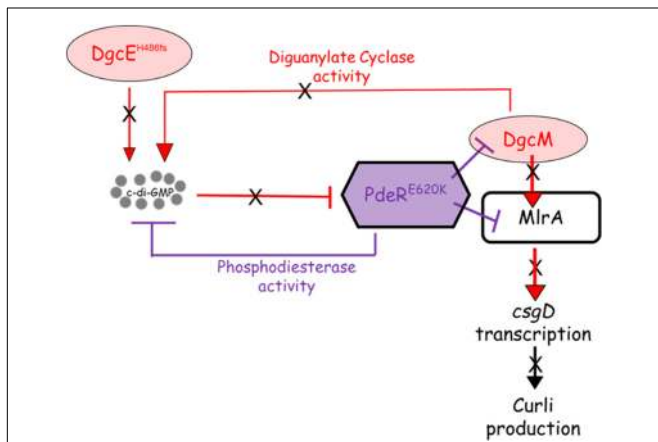 DgcE^H486fs
Diguanylate Cyclase
activity
DgcM
c-di-GMP
PdeR^E620K
MlrA
Phosphodiesterase
activity
csgD
transcription
Curli
production